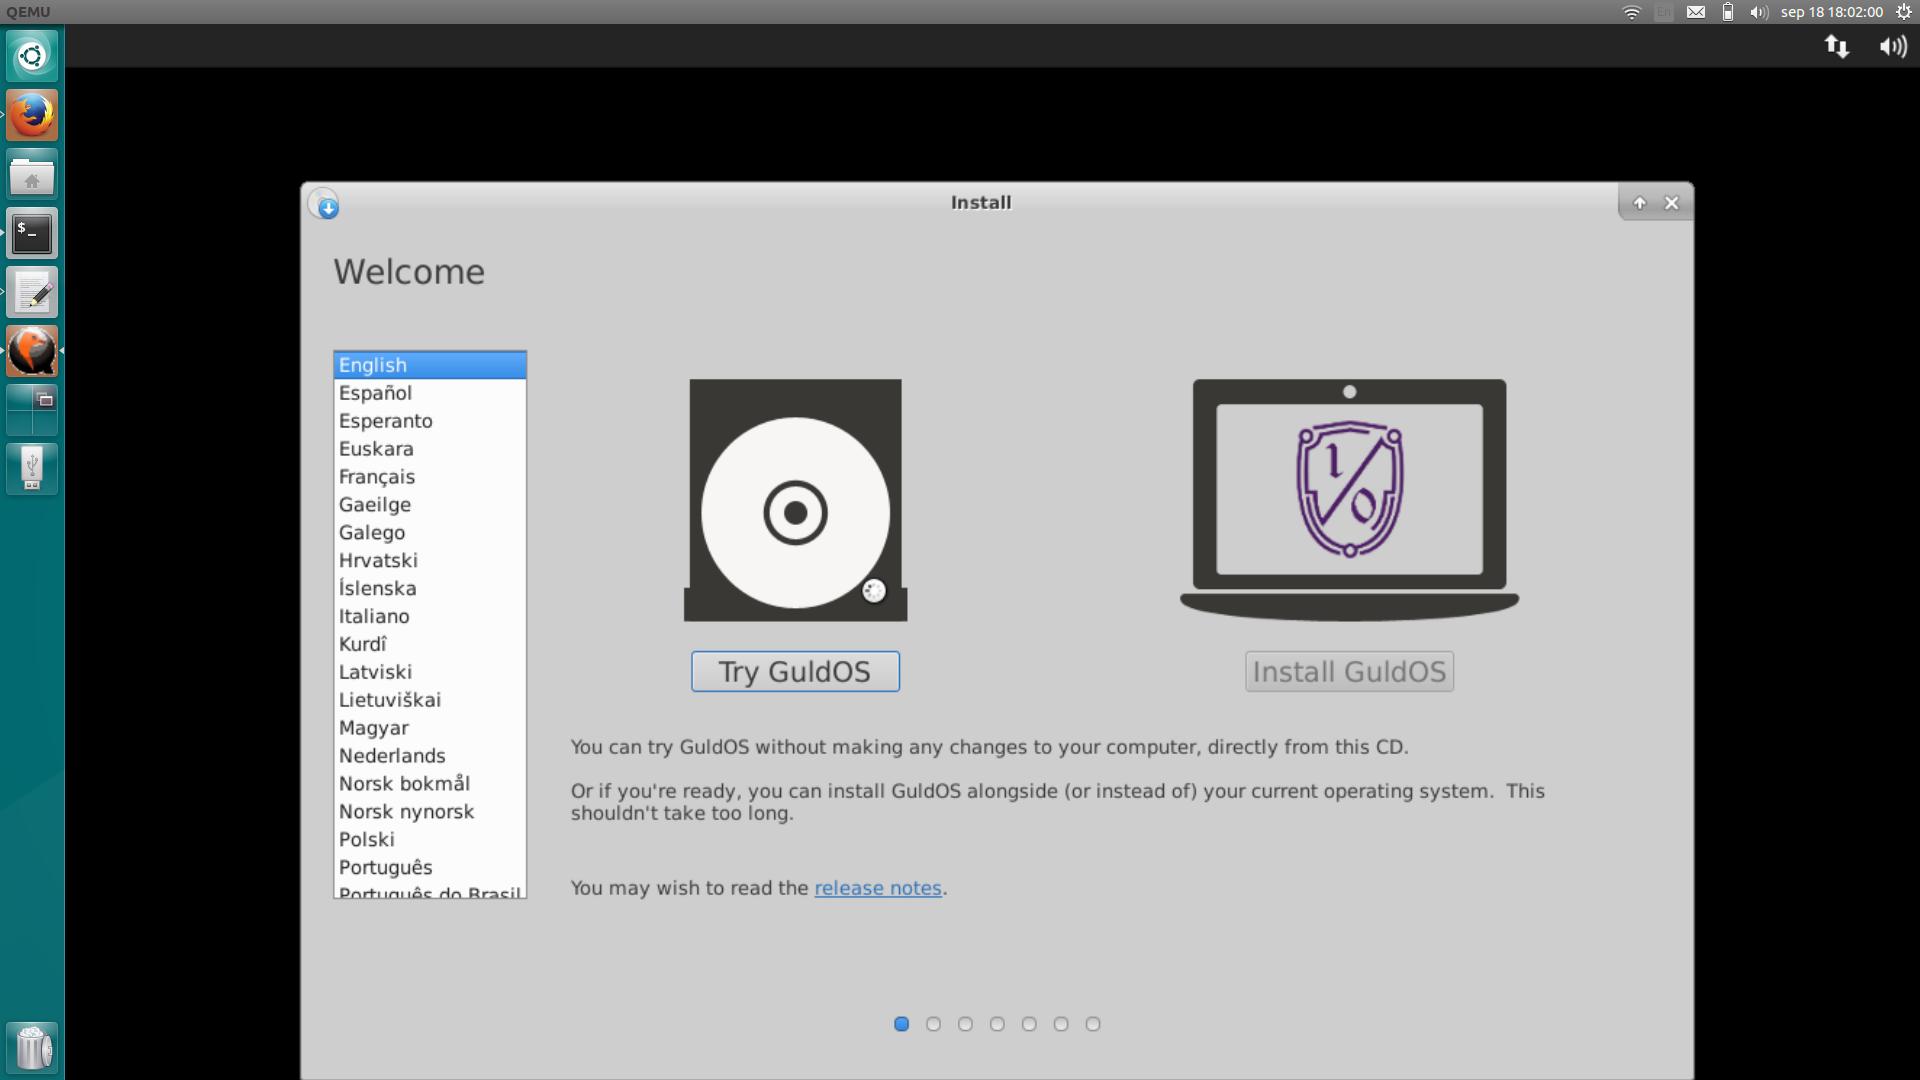 QEMU
En
sep 18 18:02:00
Install
Welcome
English
Español
Esperanto
Euskara
Français
Gaeilge
Galego
Hrvatski
Íslenska
Italiano
Kurdî
Latviski
Lietuviškai
Magyar
Nederlands
Norsk bokmål
Norsk nynorsk
Polski
Português
Português do Brasil
$_
1/0
Try GuldOS
Install GuldOS
You can try GuldOS without making any changes to your computer, directly from this CD.
Or if you're ready, you can install GuldOS alongside (or instead of) your current operating system.  This
shouldn't take too long.
You may wish to read the release notes.